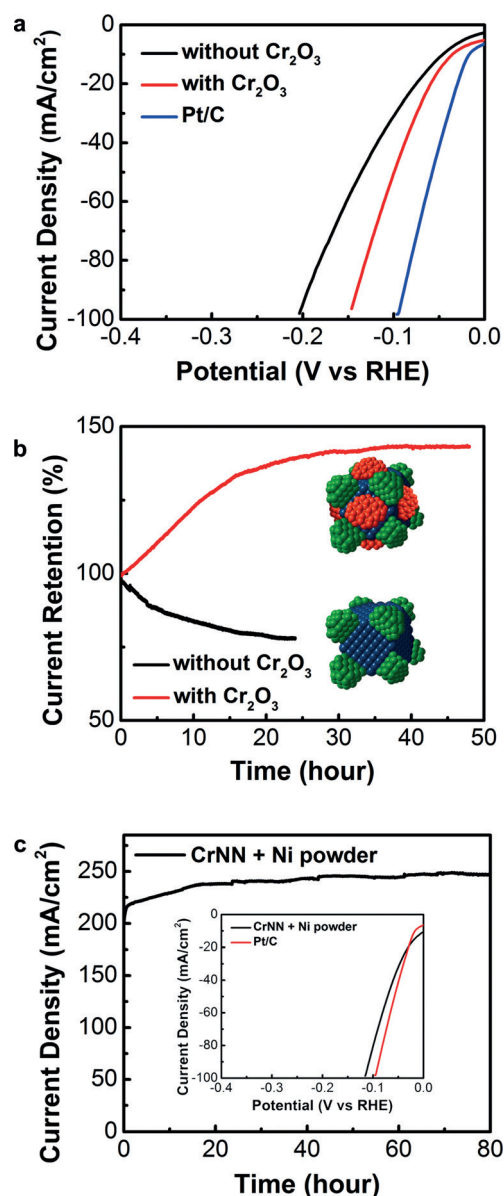 a
0
-20
-40
-60
-80
-100
Current Density (mA/cm²)
without Cr₂O₃
with Cr₂O₃
Pt/C
-0.4 -0.3 -0.2 -0.1 0.0
Potential (V vs RHE)
b
150
100
50
Current Retention (%)
without Cr₂O₃
with Cr₂O₃
0 10 20 30 40 50
Time (hour)
c
250
200
150
100
50
0
Current Density (mA/cm²)
CrNN + Ni powder
0
-20
-40
-60
-80
-100
Current Density (mA/cm²)
CrNN + Ni powder
Pt/C
-0.4 -0.3 -0.2 -0.1 0.0
Potential (V vs RHE)
0 20 40 60 80
Time (hour)